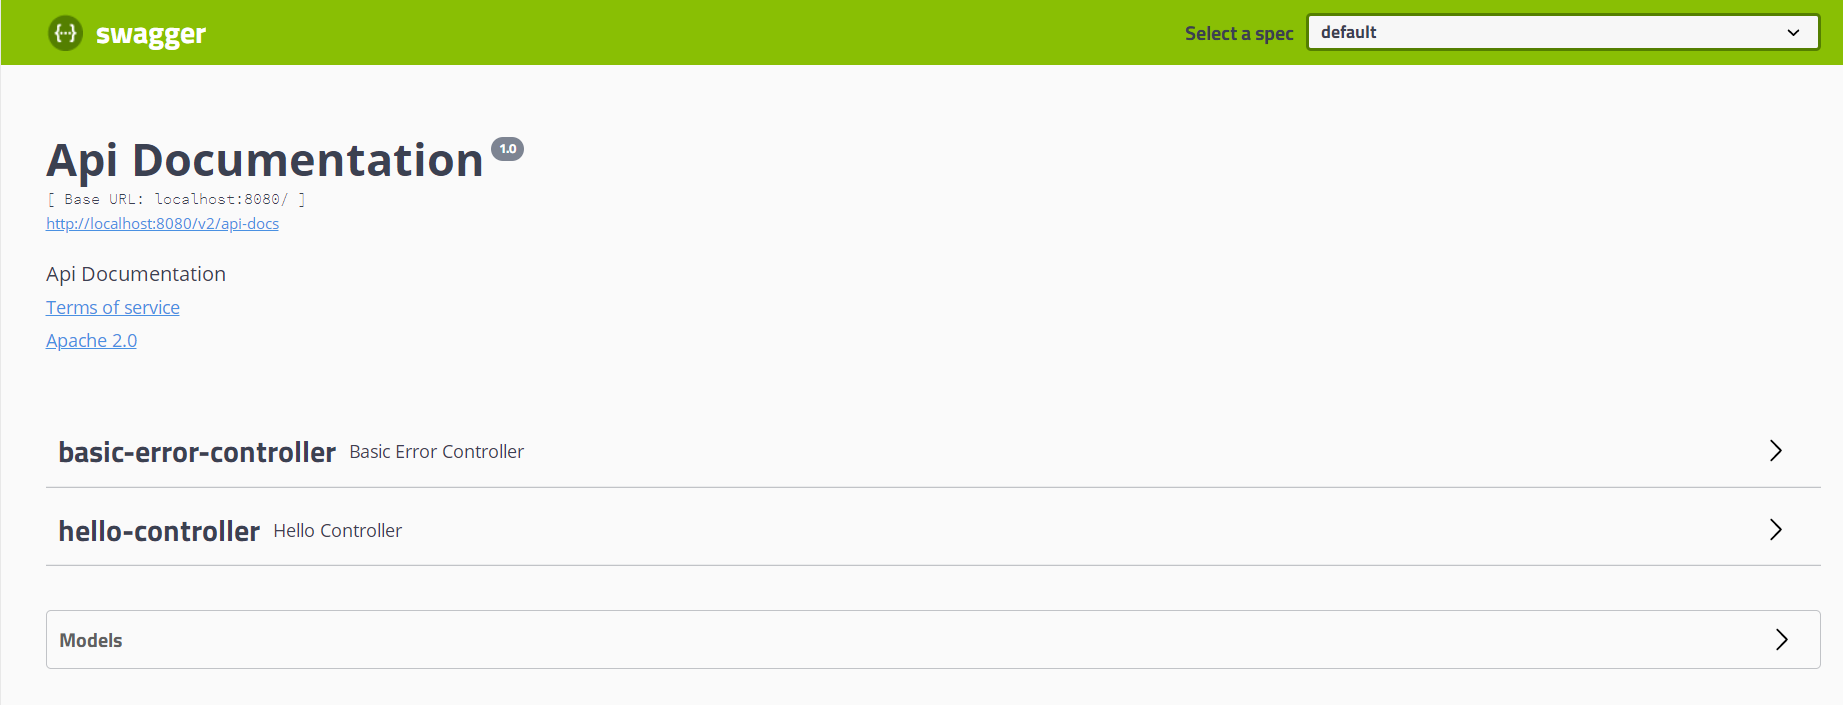 swagger
Select a spec
default
Api Documentation 1.0
[ Base URL: localhost:8080/ ]
http://localhost:8080/v2/api-docs
Api Documentation
Terms of service
Apache 2.0
basic-error-controller Basic Error Controller
hello-controller Hello Controller
Models